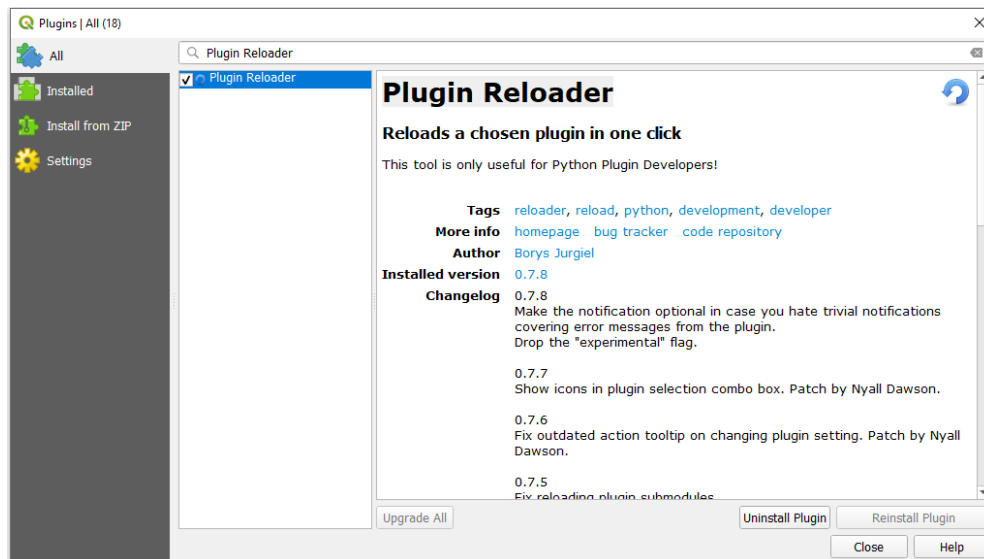 Plugins | All (18)
All
Installed
Install from ZIP
Settings
Plugin Reloader
Plugin Reloader
Plugin Reloader
Reloads a chosen plugin in one click
This tool is only useful for Python Plugin Developers!
Tags reloader, reload, python, development, developer
More info homepage bug tracker code repository
Author Borys Jurgiel
Installed version 0.7.8
Changelog 0.7.8
Make the notification optional in case you hate trivial notifications
covering error messages from the plugin.
Drop the "experimental" flag.
0.7.7
Show icons in plugin selection combo box. Patch by Nyall Dawson.
0.7.6
Fix outdated action tooltip on changing plugin setting. Patch by Nyall
Dawson.
0.7.5
Fix reloading plugin submodules
Upgrade All
Uninstall Plugin
Reinstall Plugin
Close
Help